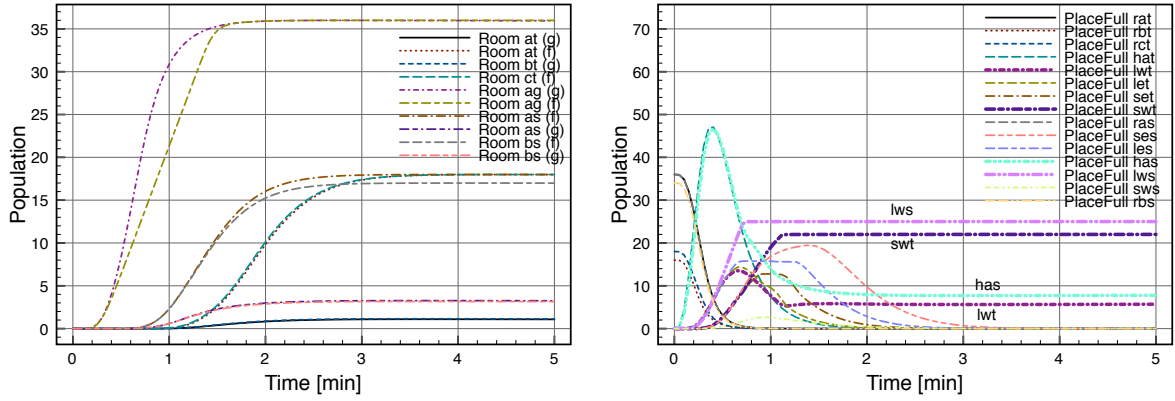 Population
35
30
25
20
15
10
5
0
0
1
2
3
4
5
Time [min]
Room at (g)
Room at (f)
Room bt (g)
Room ct (f)
Room ag (g)
Room ag (f)
Room as (f)
Room as (g)
Room bs (f)
Room bs (g)
Population
70
60
50
40
30
20
10
0
0
1
2
3
4
5
Time [min]
PlaceFull rat
PlaceFull rbt
PlaceFull rct
PlaceFull hat
PlaceFull lwt
PlaceFull let
PlaceFull set
PlaceFull swt
PlaceFull ras
PlaceFull ses
PlaceFull les
PlaceFull has
PlaceFull lws
PlaceFull sws
PlaceFull rbs
lws
swt
has
lwt